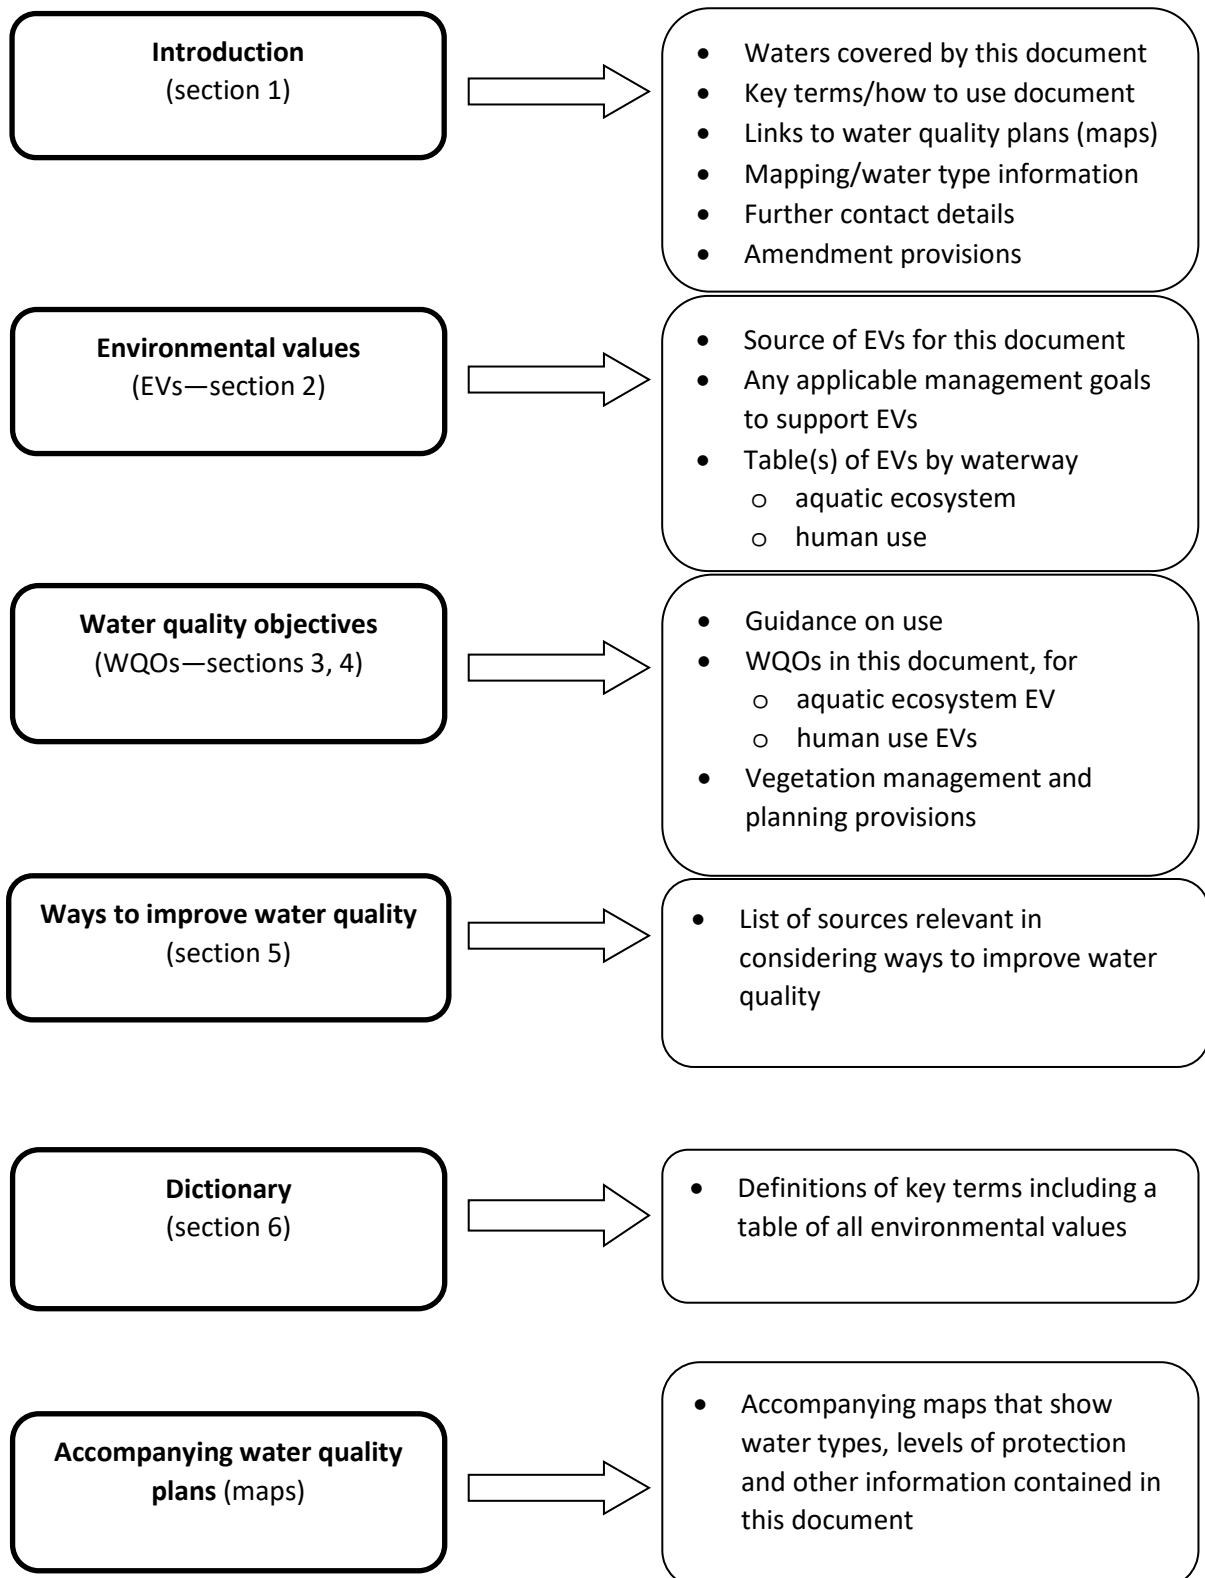 Introduction
(section 1)
• Waters covered by this document
• Key terms/how to use document
• Links to water quality plans (maps)
• Mapping/water type information
• Further contact details
• Amendment provisions
Environmental values
(EVs—section 2)
• Source of EVs for this document
• Any applicable management goals
to support EVs
• Table(s) of EVs by waterway
o aquatic ecosystem
o human use
Water quality objectives
(WQOs—sections 3, 4)
• Guidance on use
• WQOs in this document, for
o aquatic ecosystem EV
o human use EVs
• Vegetation management and
planning provisions
Ways to improve water quality
(section 5)
• List of sources relevant in
considering ways to improve water
quality
Dictionary
(section 6)
• Definitions of key terms including a
table of all environmental values
Accompanying water quality
plans (maps)
• Accompanying maps that show
water types, levels of protection
and other information contained in
this document